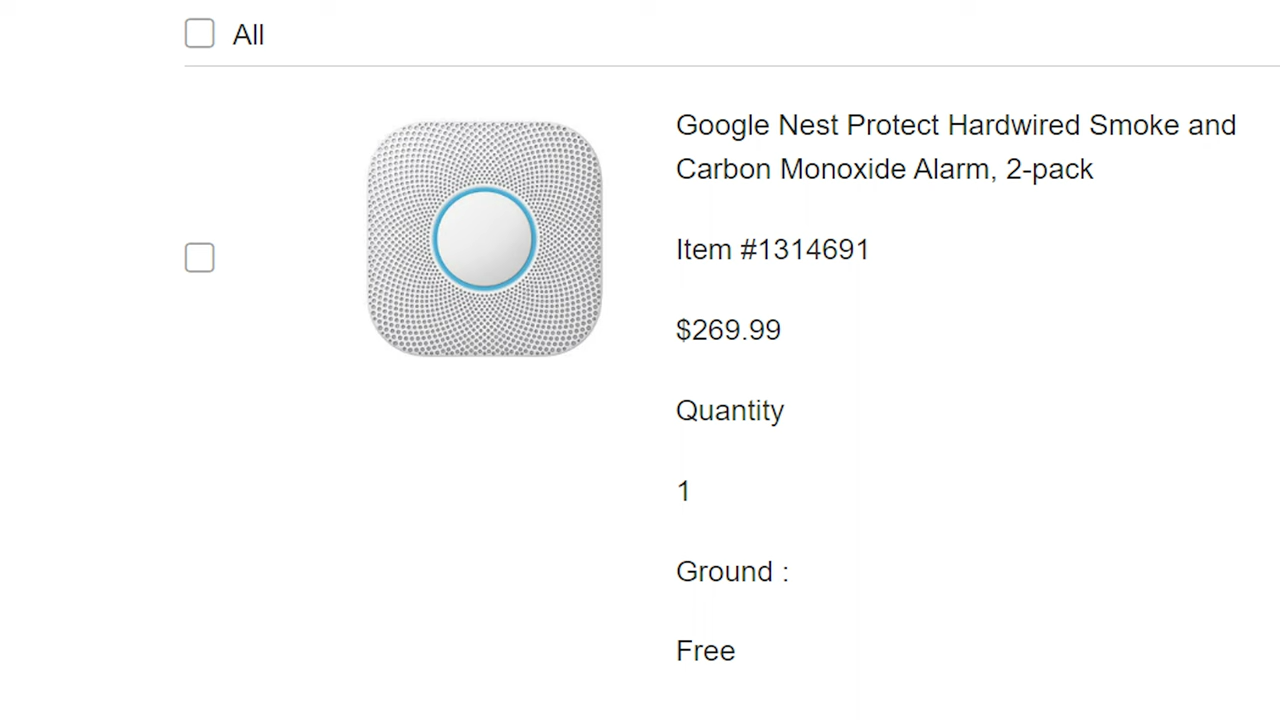 All
Google Nest Protect Hardwired Smoke and
Carbon Monoxide Alarm, 2-pack
Item #1314691
$269.99
Quantity
1
Ground :
Free